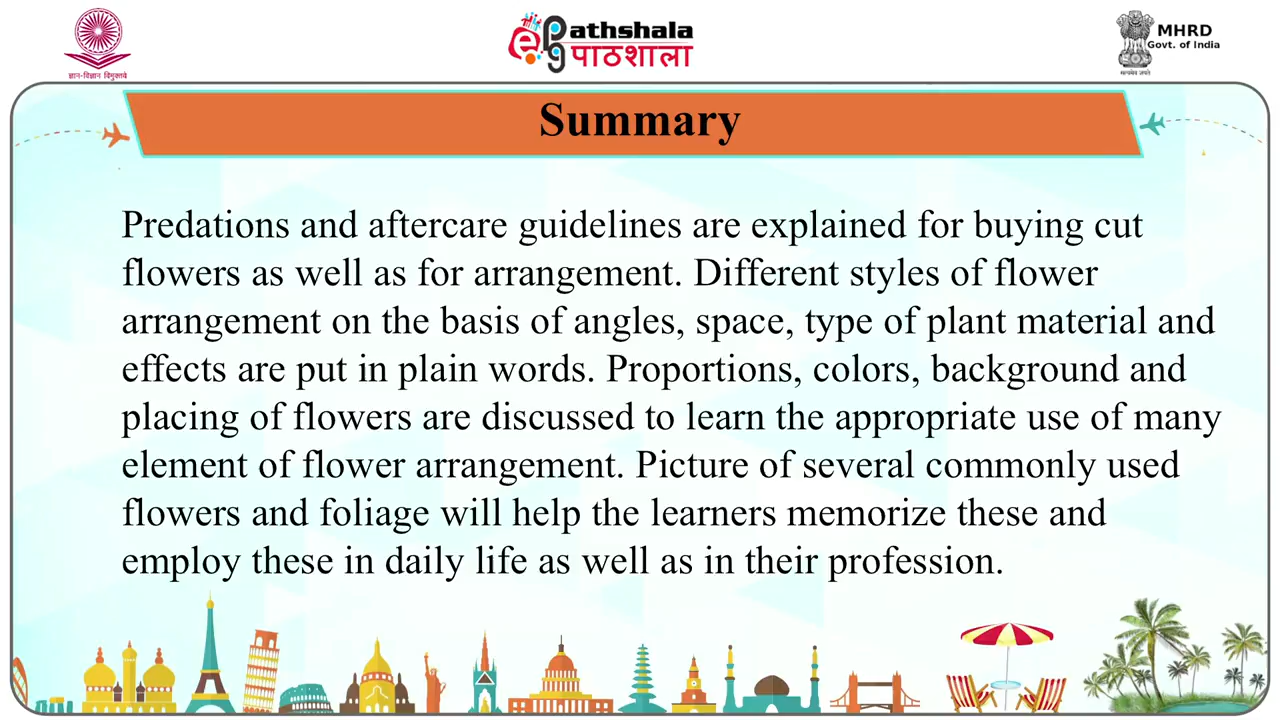 ज्ञान-विज्ञान विमुक्तये
ePathshala
पाठशाला
MHRD
Govt. of India
सत्यमेव जयते
Summary
Predations and aftercare guidelines are explained for buying cut
flowers as well as for arrangement. Different styles of flower
arrangement on the basis of angles, space, type of plant material and
effects are put in plain words. Proportions, colors, background and
placing of flowers are discussed to learn the appropriate use of many
element of flower arrangement. Picture of several commonly used
flowers and foliage will help the learners memorize these and
employ these in daily life as well as in their profession.